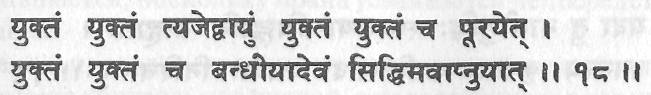 युक्तं युक्तं त्यजेद्वायुं युक्तं युक्तं च पूरयेत् ।
युक्तं युक्तं च बन्धीयादेवं सिद्धिमवाप्नुयात् ।। १८ ।।